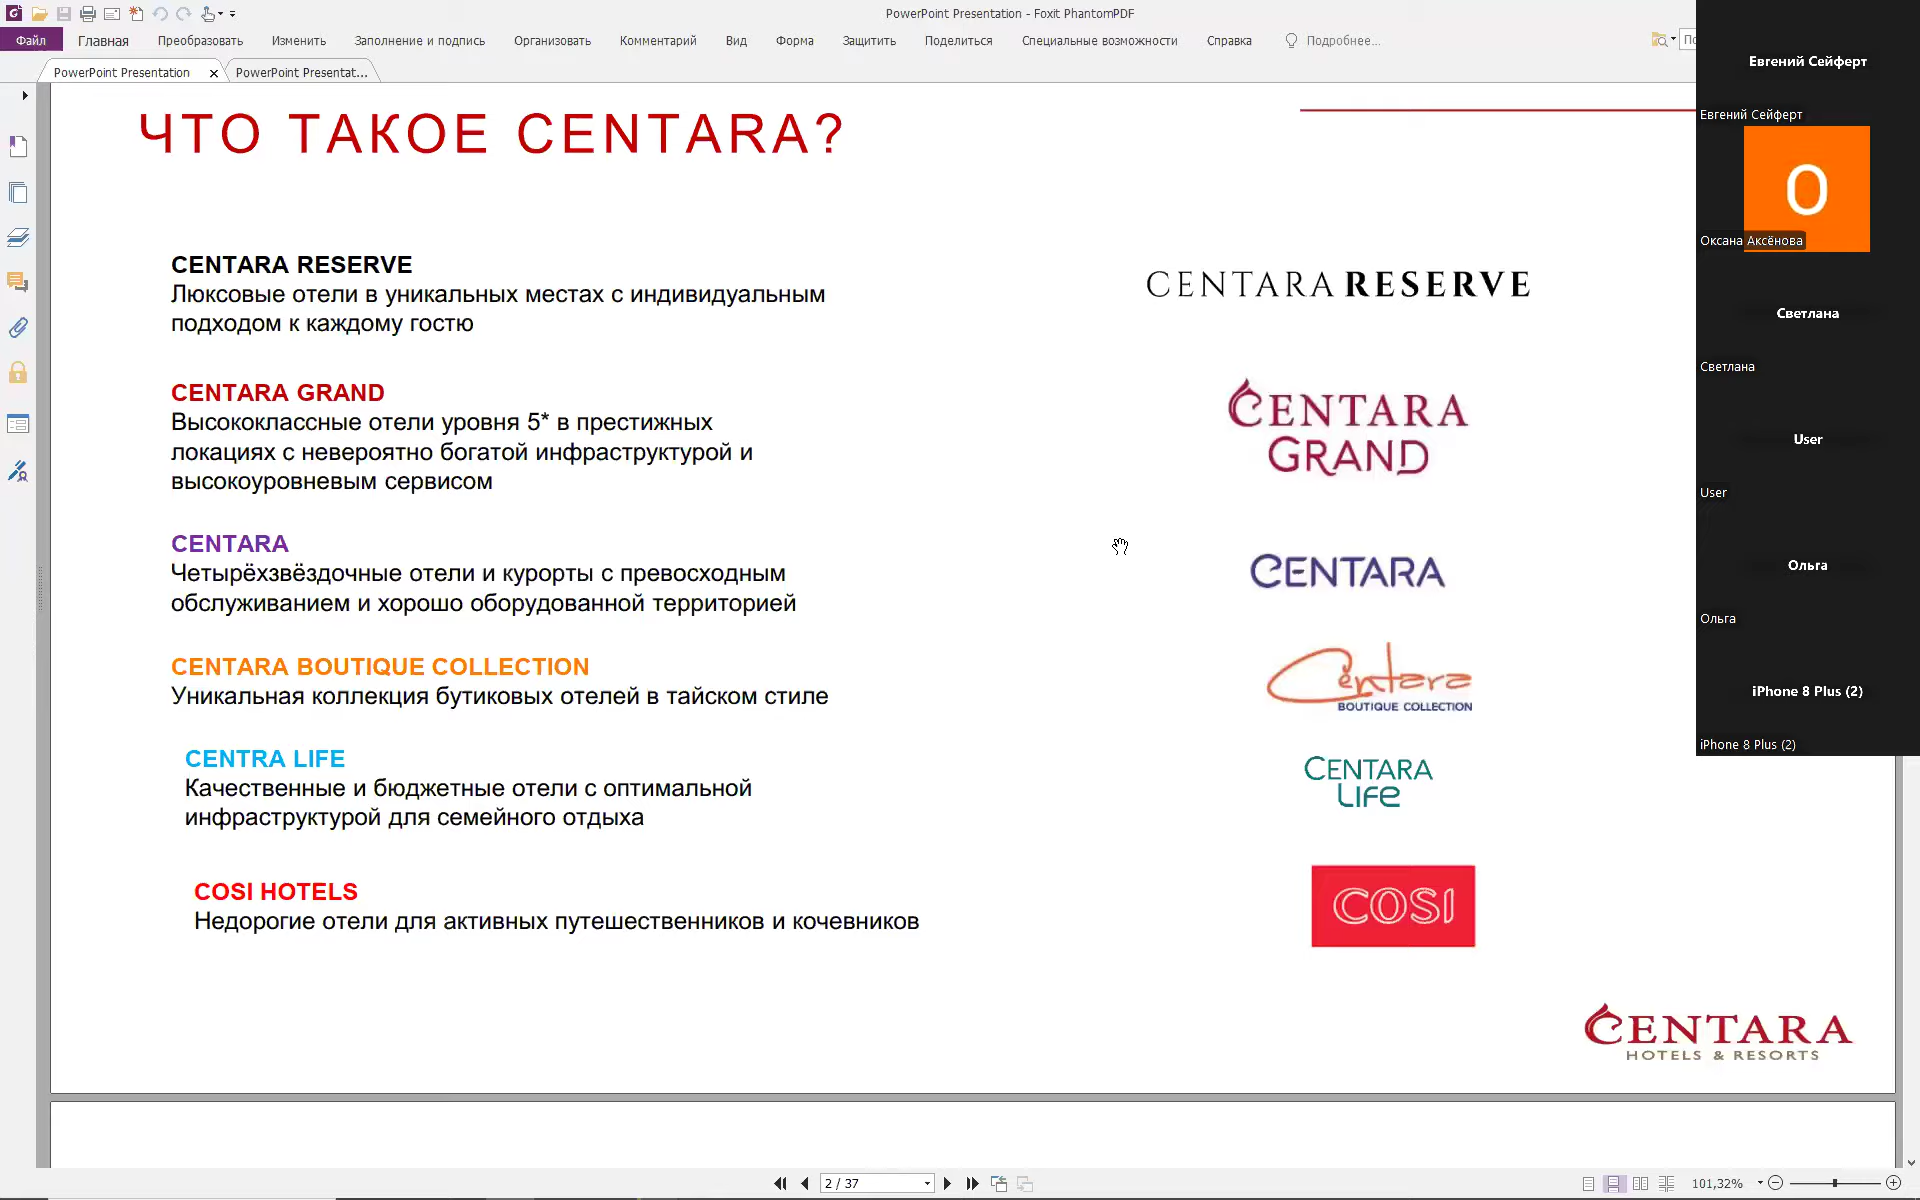 PowerPoint Presentation - Foxit PhantomPDF
Файл Главная Преобразовать Изменить Заполнение и подпись Организовать Комментарий Вид Форма Защитить Поделиться Специальные возможности Справка Подробнее...
PowerPoint Presentation PowerPoint Presentat...
ЧТО ТАКОЕ CENTARA?
CENTARA RESERVE
Люксовые отели в уникальных местах с индивидуальным
подходом к каждому гостю
CENTARA GRAND
Высококлассные отели уровня 5* в престижных
локациях с невероятно богатой инфраструктурой и
высокоуровневым сервисом
CENTARA
Четырёхзвёздочные отели и курорты с превосходным
обслуживанием и хорошо оборудованной территорией
CENTARA BOUTIQUE COLLECTION
Уникальная коллекция бутиковых отелей в тайском стиле
CENTRA LIFE
Качественные и бюджетные отели с оптимальной
инфраструктурой для семейного отдыха
COSI HOTELS
Недорогие отели для активных путешественников и кочевников
CENTARA RESERVE
CENTARA
GRAND
CENTARA
Centara
BOUTIQUE COLLECTION
CENTARA
LIFE
COSI
CENTARA
HOTELS & RESORTS
Евгений Сейферт
Евгений Сейферт
О
Оксана Аксёнова
Светлана
Светлана
User
User
Ольга
Ольга
iPhone 8 Plus (2)
iPhone 8 Plus (2)
2 / 37
101,32%